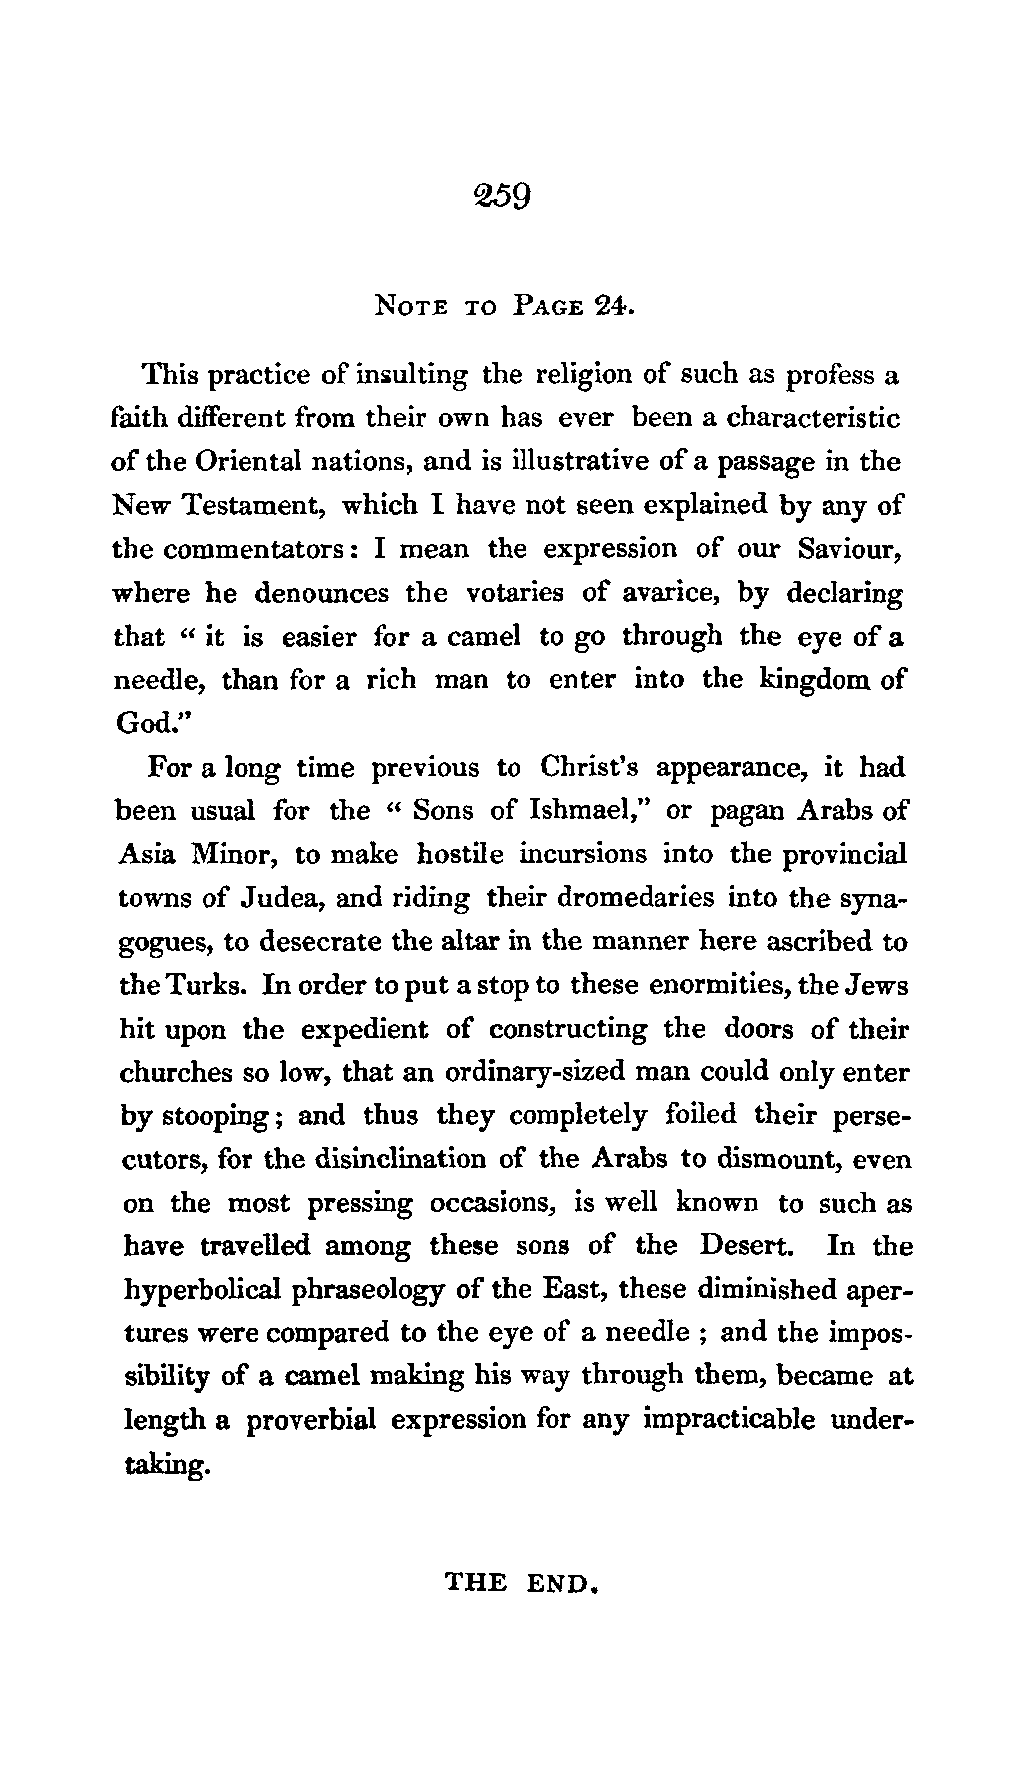 259
NOTE TO PAGE 24.
This practice of insulting the religion of such as profess a
faith different from their own has ever been a characteristic
of the Oriental nations, and is illustrative of a passage in the
New Testament, which I have not seen explained by any of
the commentators: I mean the expression of our Saviour,
where he denounces the votaries of avarice, by declaring
that “ it is easier for a camel to go through the eye of a
needle, than for a rich man to enter into the kingdom of
God.”
For a long time previous to Christ’s appearance, it had
been usual for the “ Sons of Ishmael,” or pagan Arabs of
Asia Minor, to make hostile incursions into the provincial
towns of Judea, and riding their dromedaries into the syna-
gogues, to desecrate the altar in the manner here ascribed to
the Turks. In order to put a stop to these enormities, the Jews
hit upon the expedient of constructing the doors of their
churches so low, that an ordinary-sized man could only enter
by stooping; and thus they completely foiled their perse-
cutors, for the disinclination of the Arabs to dismount, even
on the most pressing occasions, is well known to such as
have travelled among these sons of the Desert. In the
hyperbolical phraseology of the East, these diminished aper-
tures were compared to the eye of a needle ; and the impos-
sibility of a camel making his way through them, became at
length a proverbial expression for any impracticable under-
taking.
THE END.